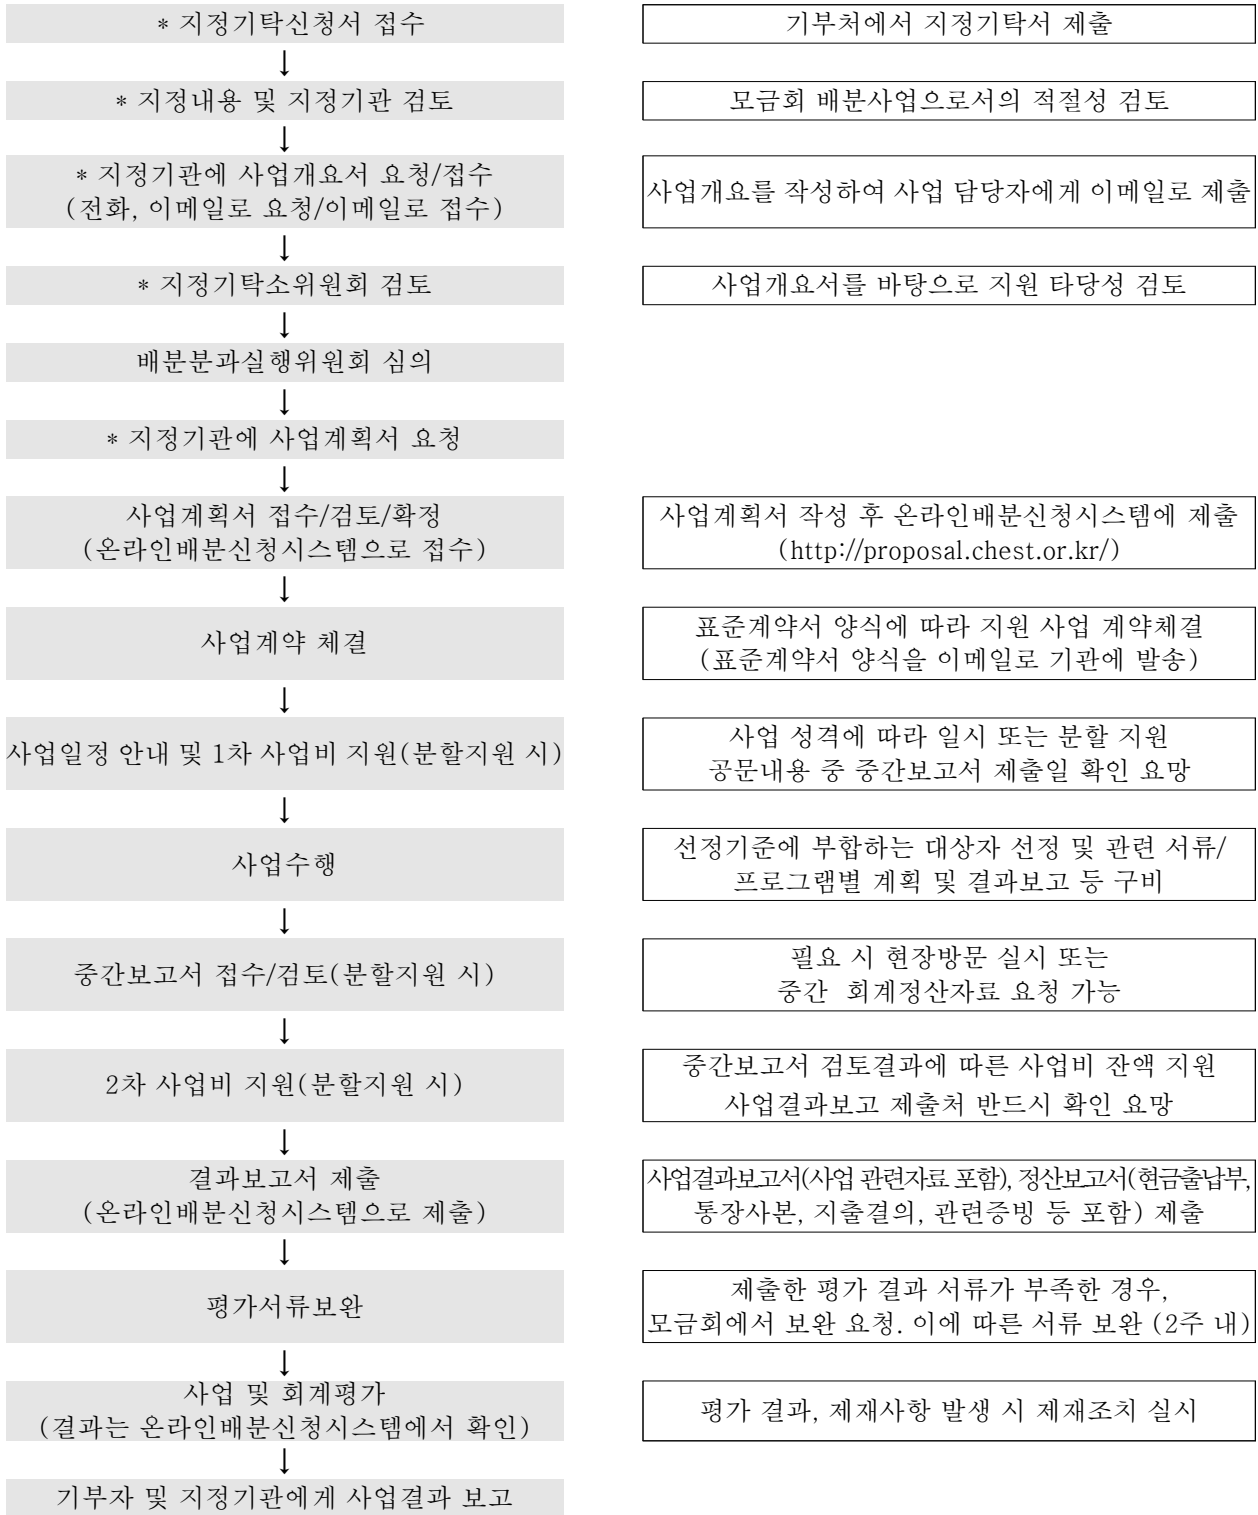 * 지정기탁신청서 접수
기부처에서 지정기탁서 제출
↓
* 지정내용 및 지정기관 검토
모금회 배분사업으로서의 적절성 검토
↓
* 지정기관에 사업개요서 요청/접수
(전화, 이메일로 요청/이메일로 접수)
사업개요를 작성하여 사업 담당자에게 이메일로 제출
↓
* 지정기탁소위원회 검토
사업개요서를 바탕으로 지원 타당성 검토
↓
배분분과실행위원회 심의
↓
* 지정기관에 사업계획서 요청
↓
사업계획서 접수/검토/확정
(온라인배분신청시스템으로 접수)
사업계획서 작성 후 온라인배분신청시스템에 제출
(http://proposal.chest.or.kr/)
↓
사업계약 체결
표준계약서 양식에 따라 지원 사업 계약체결
(표준계약서 양식을 이메일로 기관에 발송)
↓
사업일정 안내 및 1차 사업비 지원(분할지원 시)
사업 성격에 따라 일시 또는 분할 지원
공문내용 중 중간보고서 제출일 확인 요망
↓
사업수행
선정기준에 부합하는 대상자 선정 및 관련 서류/
프로그램별 계획 및 결과보고 등 구비
↓
중간보고서 접수/검토(분할지원 시)
필요 시 현장방문 실시 또는
중간 회계정산자료 요청 가능
↓
2차 사업비 지원(분할지원 시)
중간보고서 검토결과에 따른 사업비 잔액 지원
사업결과보고 제출처 반드시 확인 요망
↓
결과보고서 제출
(온라인배분신청시스템으로 제출)
사업결과보고서(사업 관련자료 포함), 정산보고서(현금출납부,
통장사본, 지출결의, 관련증빙 등 포함) 제출
↓
평가서류보완
제출한 평가 결과 서류가 부족한 경우,
모금회에서 보완 요청. 이에 따른 서류 보완 (2주 내)
↓
사업 및 회계평가
(결과는 온라인배분신청시스템에서 확인)
평가 결과, 제재사항 발생 시 제재조치 실시
↓
기부자 및 지정기관에게 사업결과 보고